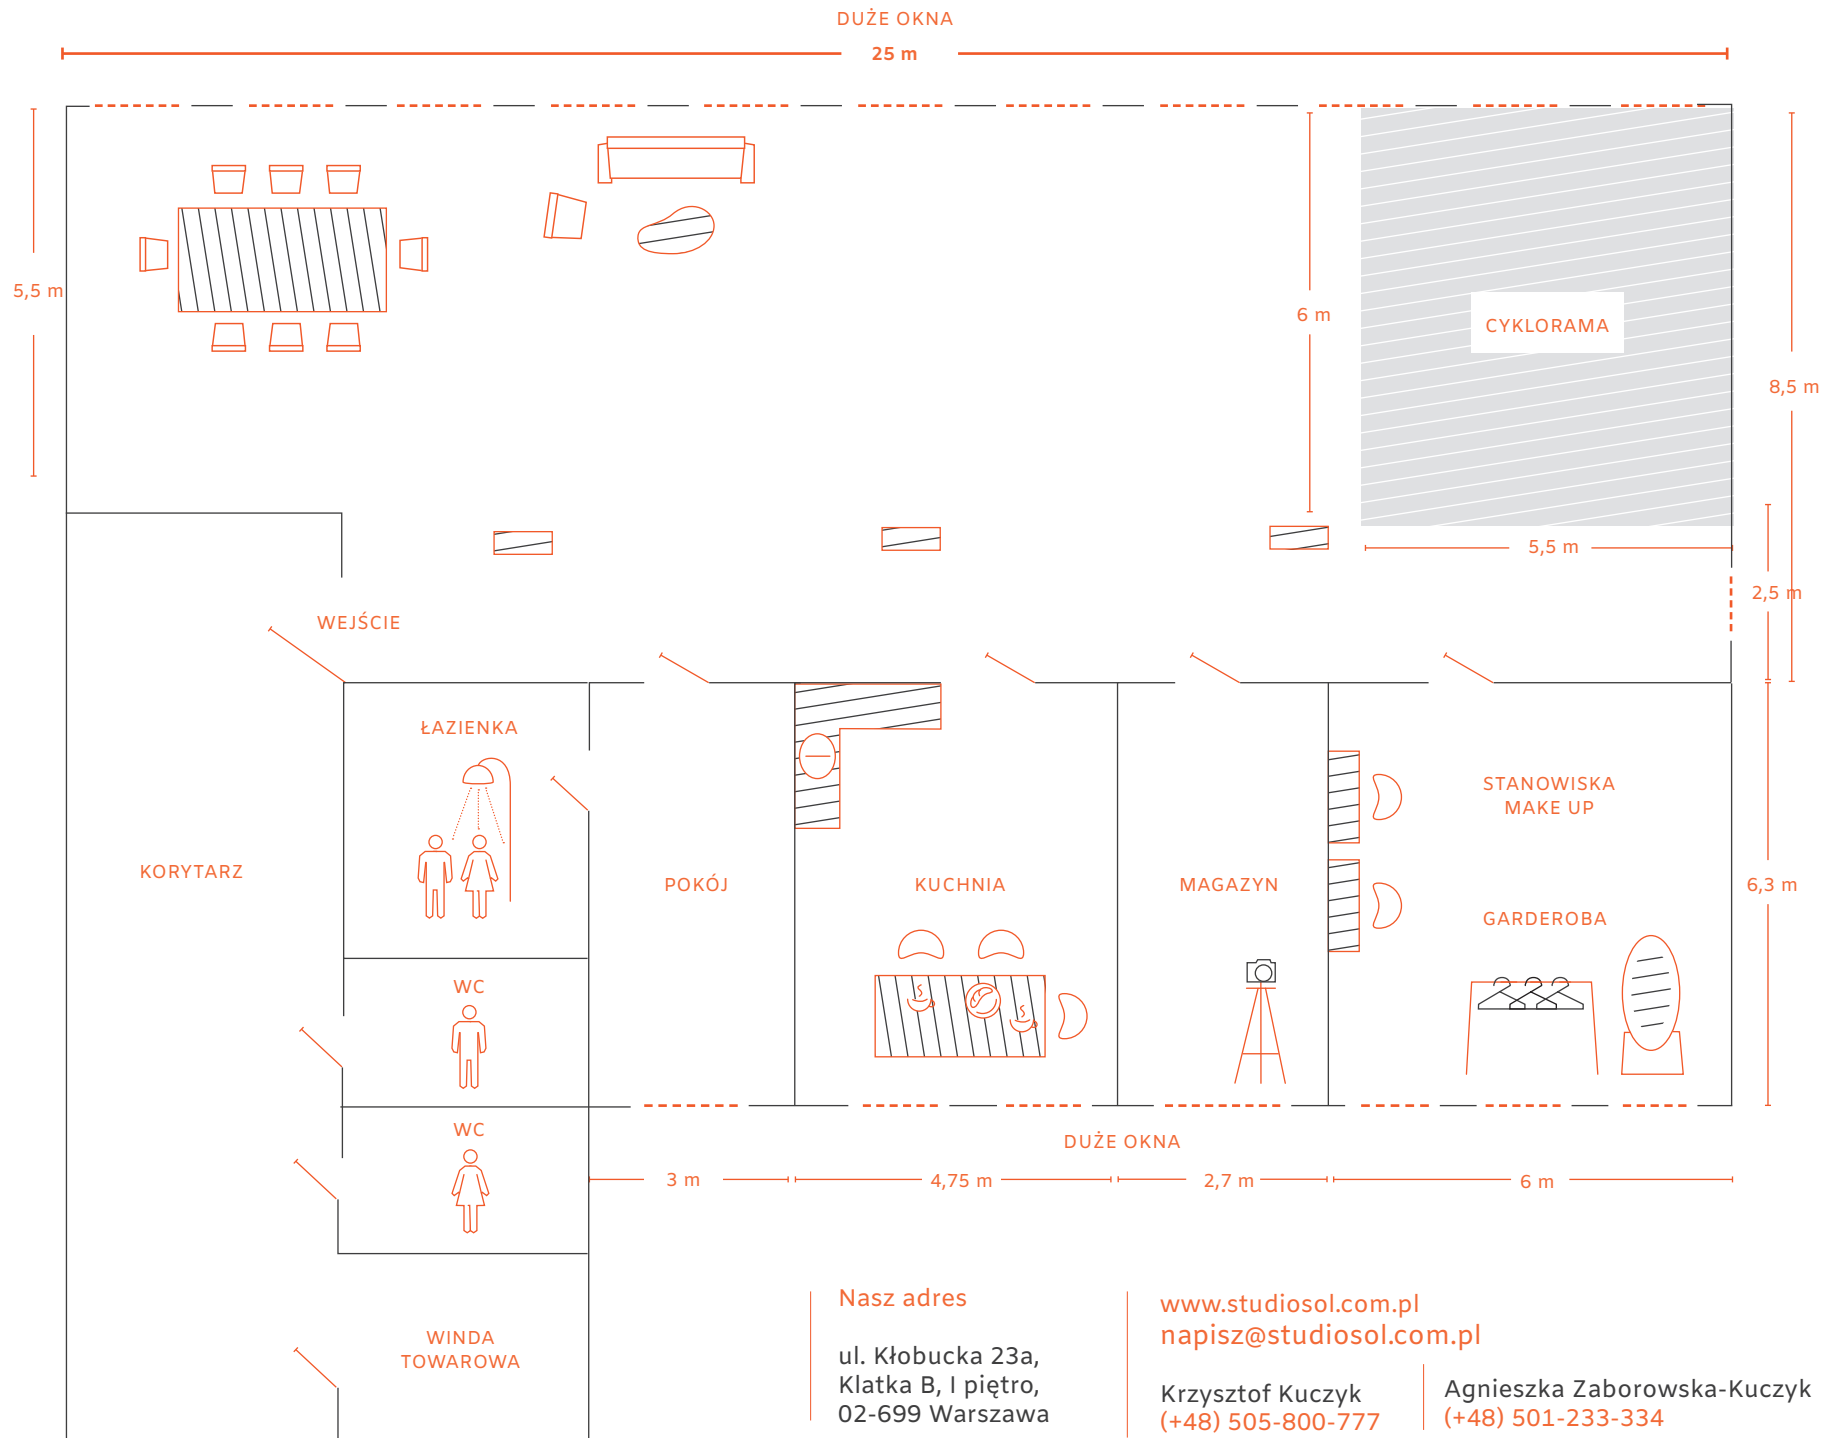 DUŻE OKNA
25 m
5,5 m
6 m
CYKLORAMA
8,5 m
5,5 m
2,5 m
WEJŚCIE
ŁAZIENKA
STANOWISKA
MAKE UP
KORYTARZ
POKÓJ
KUCHNIA
MAGAZYN
6,3 m
GARDEROBA
WC
WC
DUŻE OKNA
3 m
4,75 m
2,7 m
6 m
WINDA
TOWAROWA
Nasz adres
ul. Kłobucka 23a,
Klatka B, I piętro,
02-699 Warszawa
www.studiosol.com.pl
napisz@studiosol.com.pl
Krzysztof Kuczyk
(+48) 505-800-777
Agnieszka Zaborowska-Kuczyk
(+48) 501-233-334